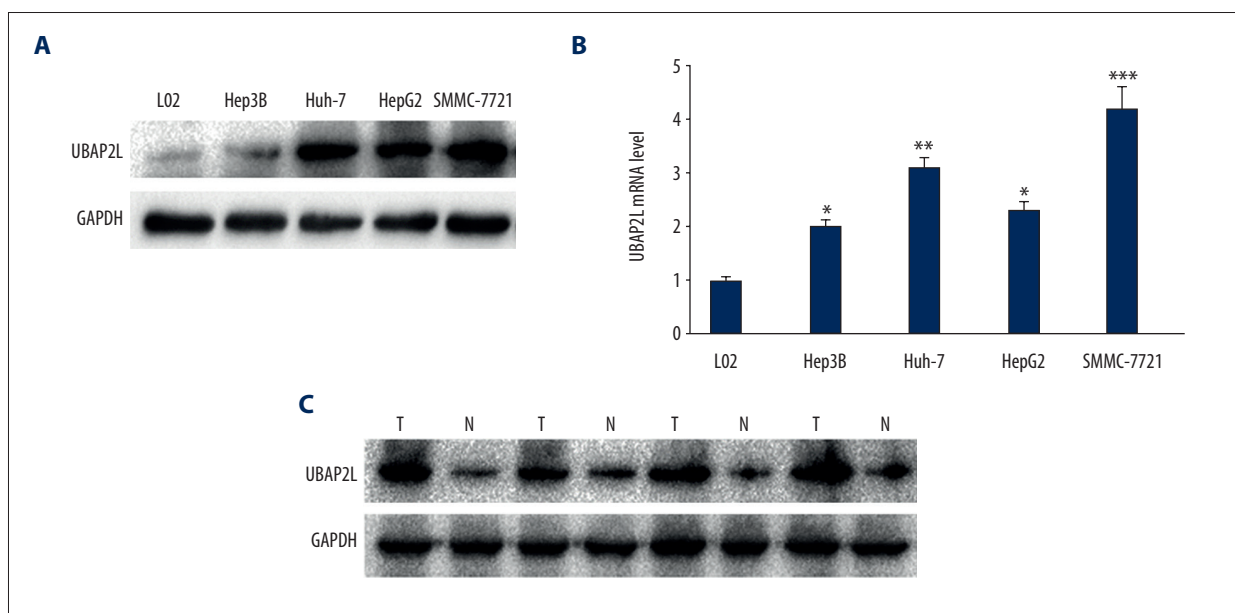 A
L02 Hep3B Huh-7 HepG2 SMMC-7721
UBAP2L
GAPDH
B
UBAP2L mRNA level
5
4
3
2
1
0
*
**
*
***
L02 Hep3B Huh-7 HepG2 SMMC-7721
C
T N T N T N T N
UBAP2L
GAPDH